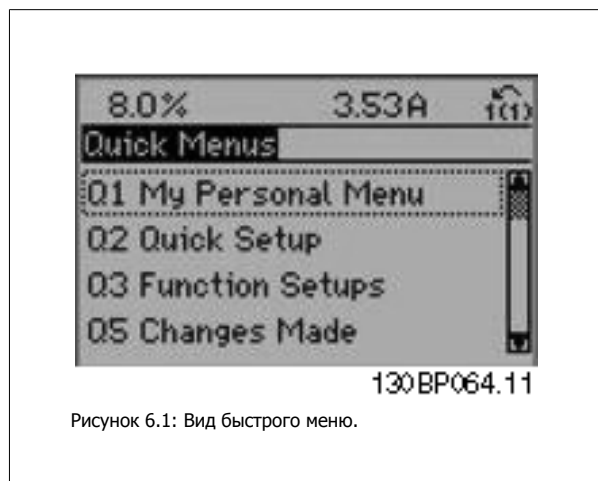 8.0% 3.53A 1(1)
Quick Menus
Q1 My Personal Menu
Q2 Quick Setup
Q3 Function Setups
Q5 Changes Made
130BP064.11
Рисунок 6.1: Вид быстрого меню.